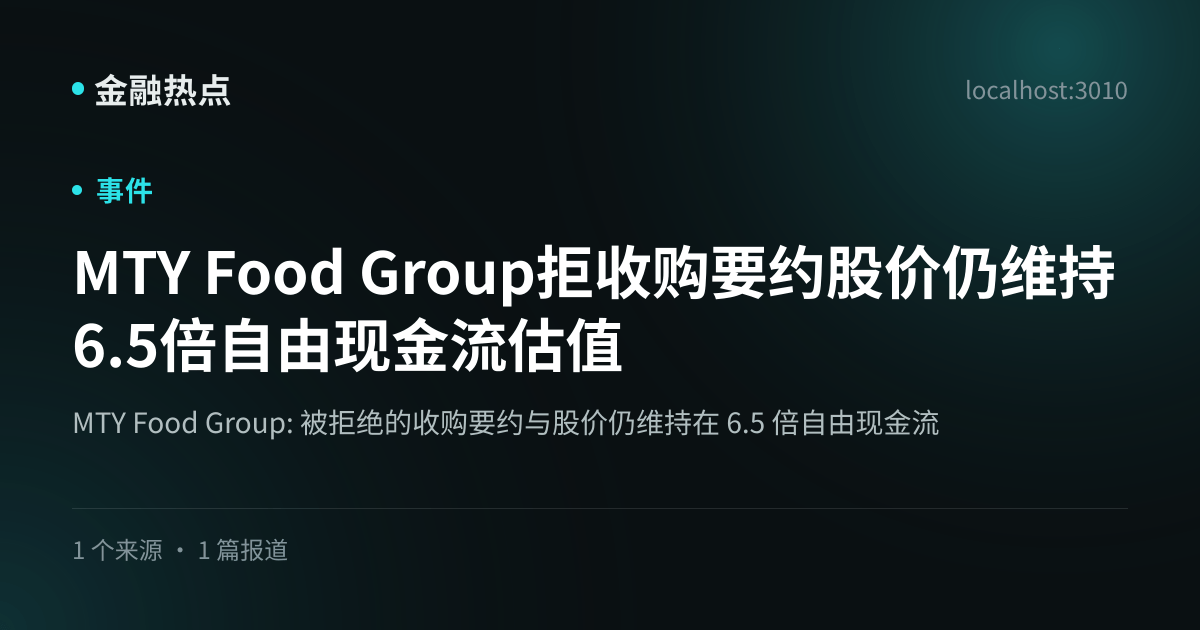 金融热点
localhost:3010
事件
MTY Food Group拒收购要约股价仍维持
6.5倍自由现金流估值
MTY Food Group: 被拒绝的收购要约与股价仍维持在 6.5 倍自由现金流
1 个来源 · 1 篇报道